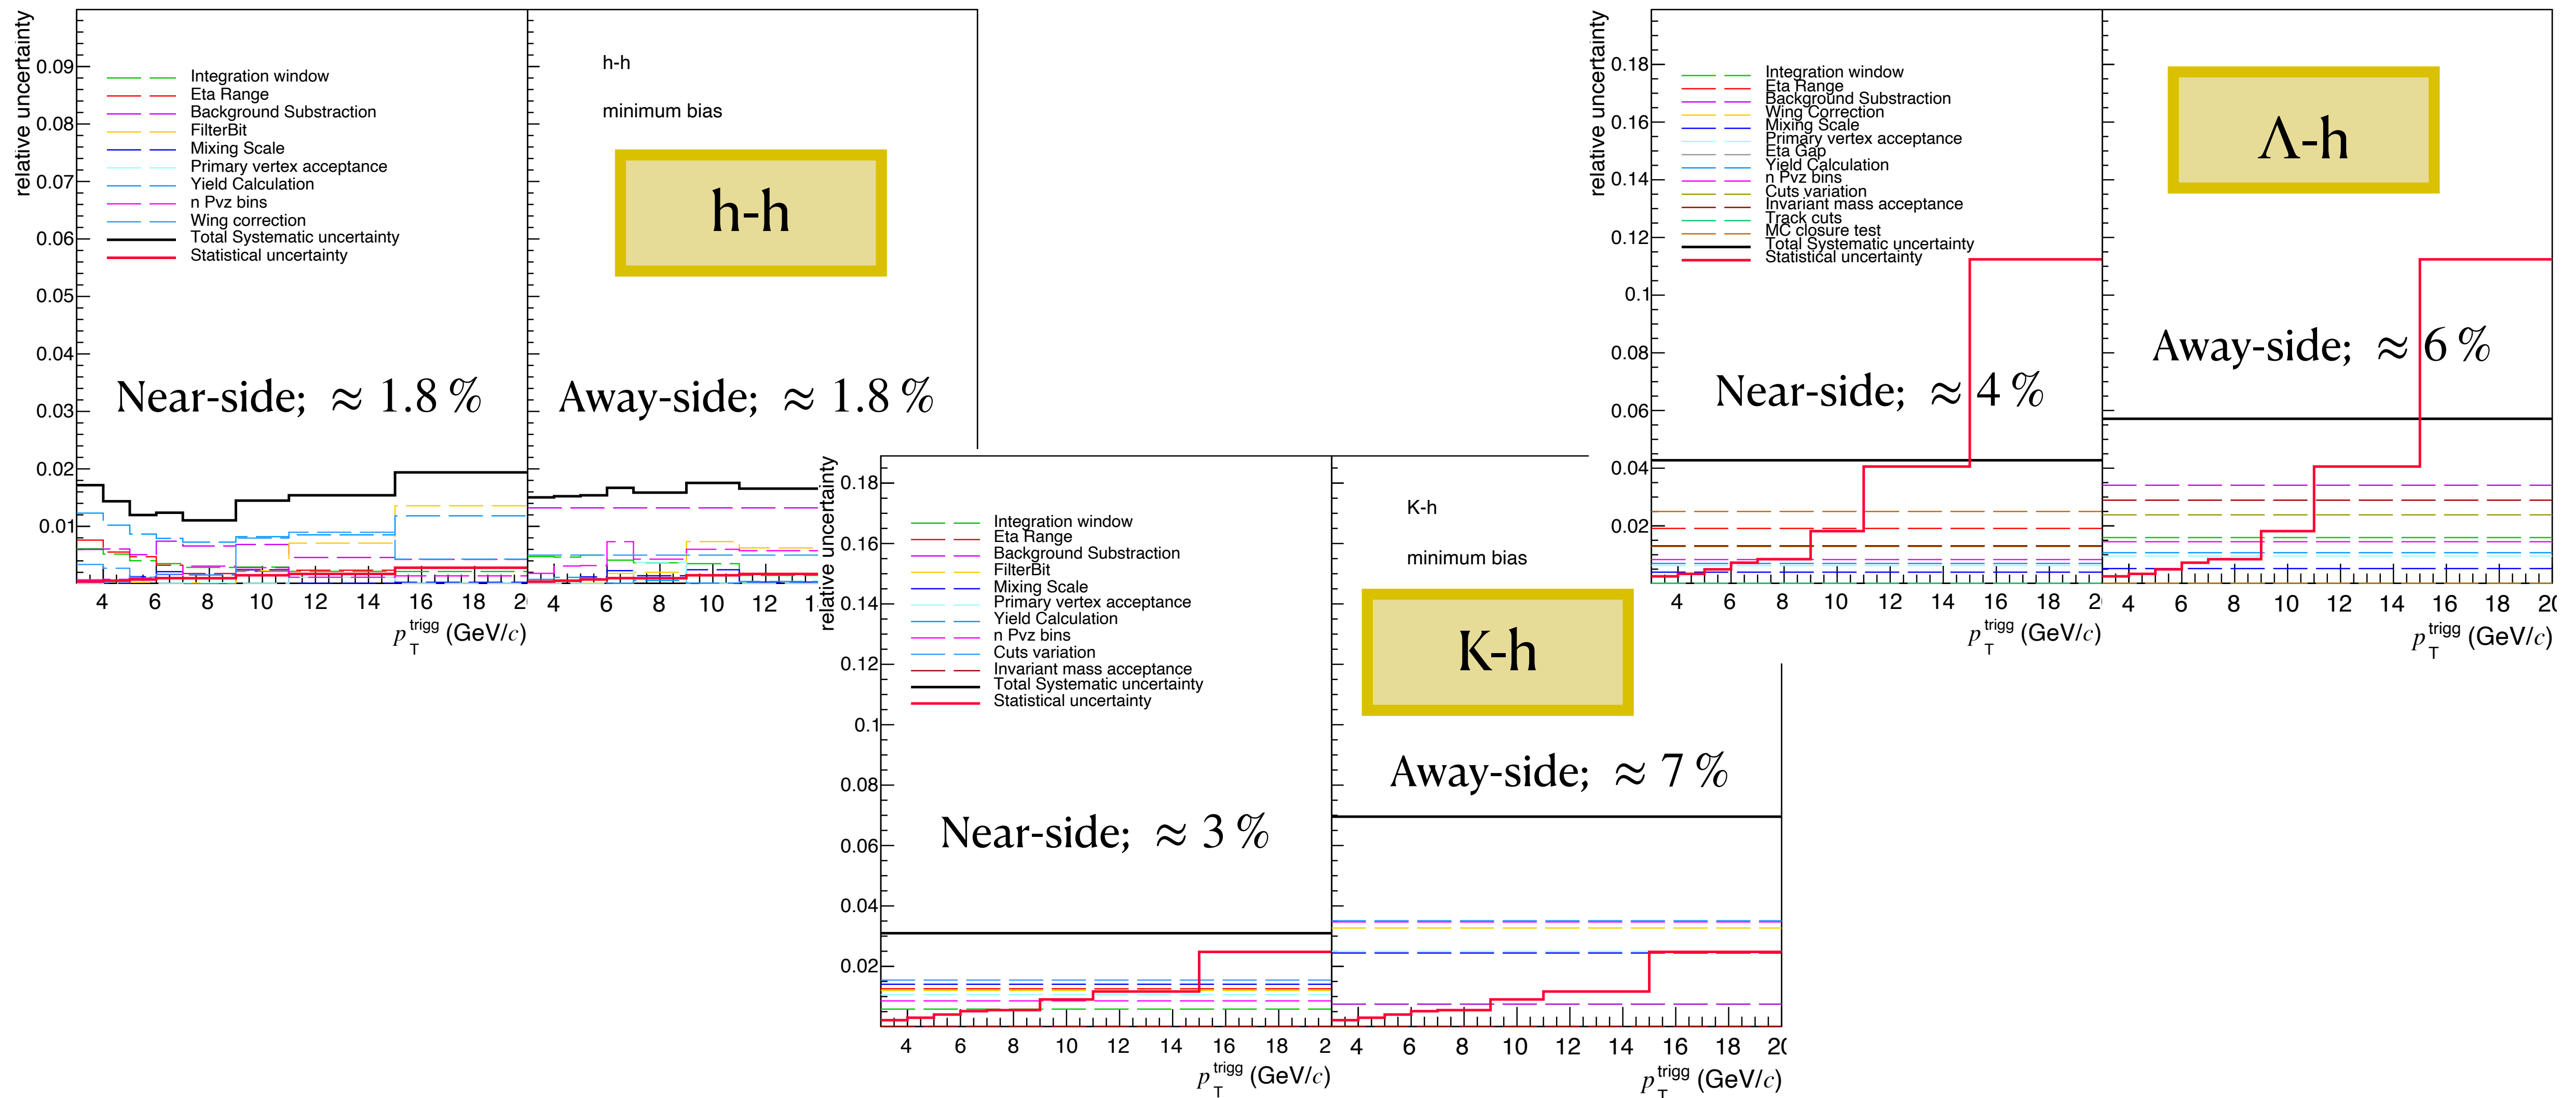 relative uncertainty
0.09
0.08
0.07
0.06
0.05
0.04
0.03
0.02
0.01
Integration window
Eta Range
Background Substraction
FilterBit
Mixing Scale
Primary vertex acceptance
Yield Calculation
n Pvz bins
Wing correction
Total Systematic uncertainty
Statistical uncertainty
Near-side; ≈ 1.8 %
4 6 8 10 12 14 16 18 2
p_T^trigg (GeV/c)
h-h
minimum bias
h-h
Away-side; ≈ 1.8 %
4 6 8 10 12 1
relative uncertainty
0.18
0.16
0.14
0.12
0.1
0.08
0.06
0.04
0.02
Integration window
Eta Range
Background Substraction
FilterBit
Mixing Scale
Primary vertex acceptance
Yield Calculation
n Pvz bins
Cuts variation
Invariant mass acceptance
Total Systematic uncertainty
Statistical uncertainty
Near-side; ≈ 3 %
4 6 8 10 12 14 16 18 2
p_T^trigg (GeV/c)
K-h
minimum bias
K-h
Away-side; ≈ 7 %
4 6 8 10 12 14 16 18 20
p_T^trigg (GeV/c)
relative uncertainty
0.18
0.16
0.14
0.12
0.1
0.08
0.06
0.04
0.02
Integration window
Eta Range
Background Substraction
Wing Correction
Mixing Scale
Primary vertex acceptance
Eta Gap
Yield Calculation
n Pvz bins
Cuts variation
Invariant mass acceptance
Track cuts
MC closure test
Total Systematic uncertainty
Statistical uncertainty
Near-side; ≈ 4 %
4 6 8 10 12 14 16 18 20
p_T^trigg (GeV/c)
Λ-h
Away-side; ≈ 6 %
4 6 8 10 12 14 16 18 20
p_T^trigg (GeV/c)